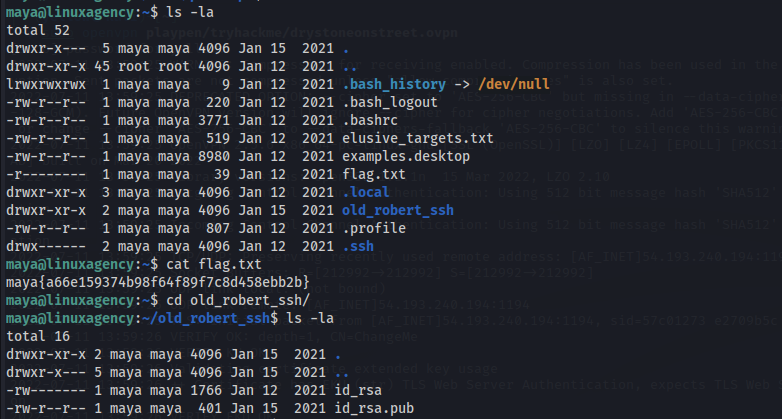 maya@linuxagency:~$ ls -la
playpen/tryhackme/drystoneonstreet.ovpn
total 52
drwxr-x--- 5 maya maya 4096 Jan 15 2021 .
drwxr-xr-x 45 root root 4096 Jan 12 2021 ..
lrwxrwxrwx 1 maya maya 9 Jan 12 2021 .bash_history -> /dev/null
-rw-r--r-- 1 maya maya 220 Jan 12 2021 .bash_logout
-rw-r--r-- 1 maya maya 3771 Jan 12 2021 .bashrc
-rw-r--r-- 1 maya maya 519 Jan 12 2021 elusive_targets.txt
-rw-r--r-- 1 maya maya 8980 Jan 12 2021 examples.desktop
-r-------- 1 maya maya 39 Jan 12 2021 flag.txt
drwxr-xr-x 3 maya maya 4096 Jan 12 2021 .local
drwxr-xr-x 2 maya maya 4096 Jan 15 2021 old_robert_ssh
-rw-r--r-- 1 maya maya 807 Jan 12 2021 .profile
drwx------ 2 maya maya 4096 Jan 12 2021 .ssh
maya@linuxagency:~$ cat flag.txt
maya{a66e159374b98f64f89f7c8d458ebb2b}
maya@linuxagency:~$ cd old_robert_ssh/
maya@linuxagency:~/old_robert_ssh$ ls -la
total 16
drwxr-xr-x 2 maya maya 4096 Jan 15 2021 .
drwxr-x--- 5 maya maya 4096 Jan 15 2021 ..
-rw------- 1 maya maya 1766 Jan 12 2021 id_rsa
-rw-r--r-- 1 maya maya 401 Jan 15 2021 id_rsa.pub